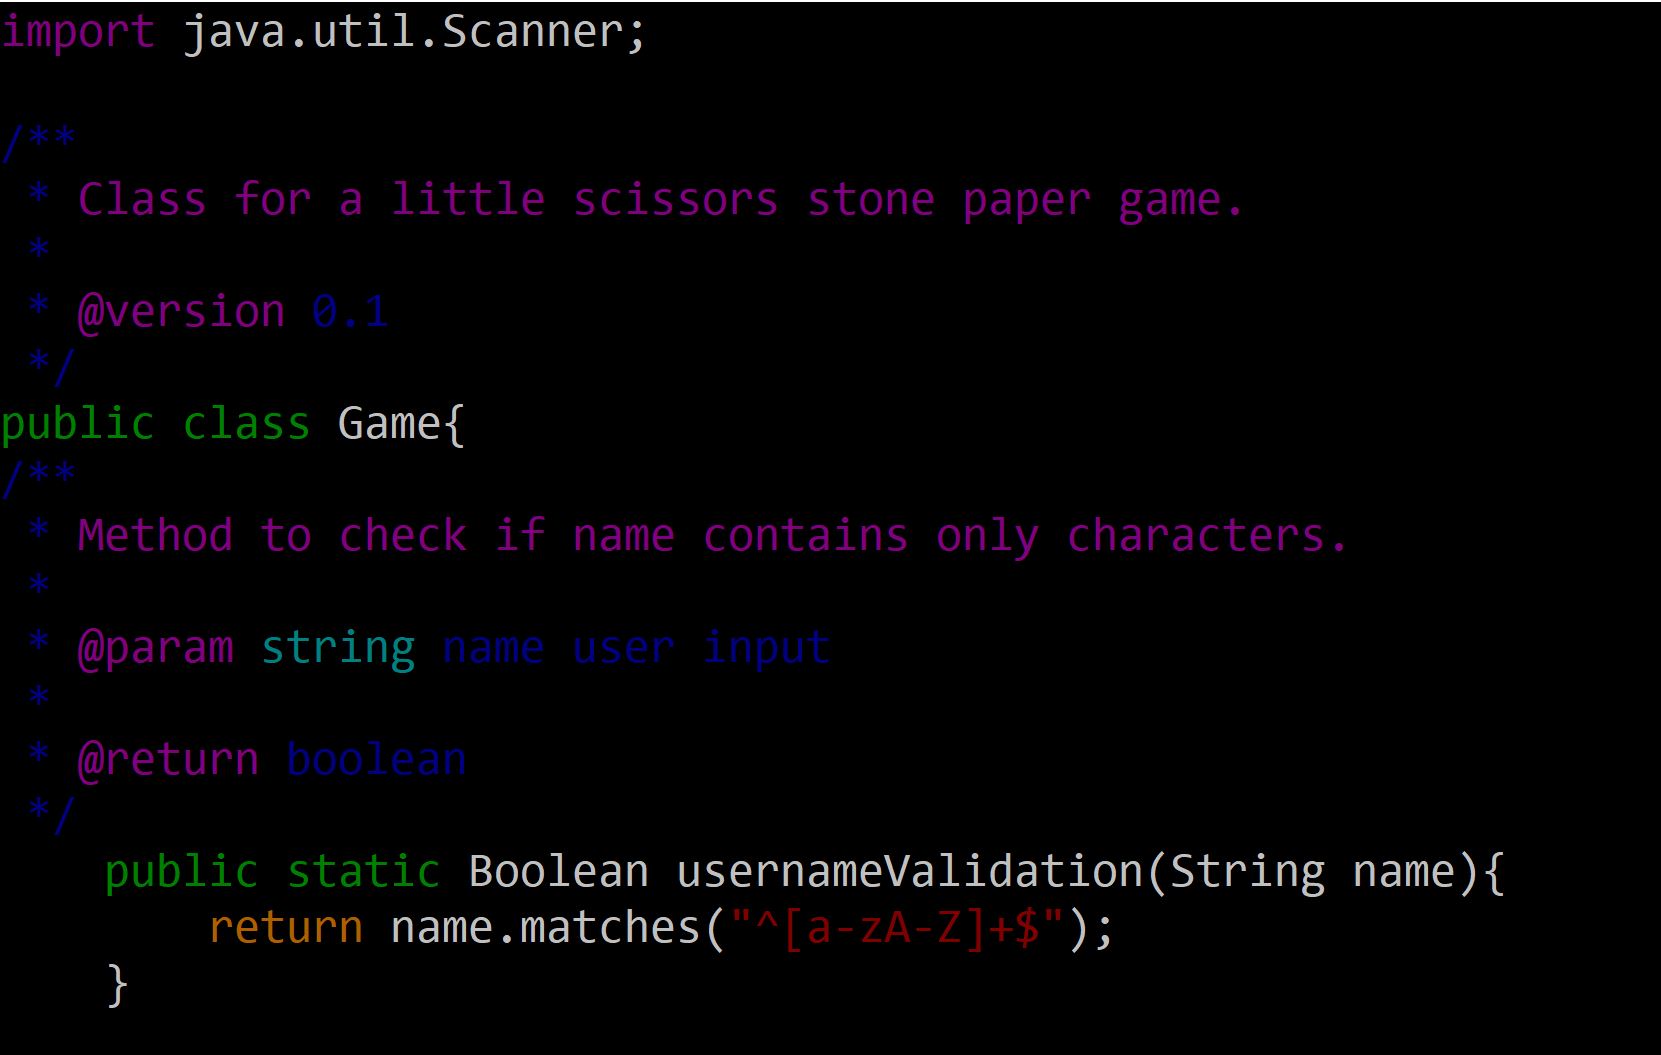 import java.util.Scanner;
/**
 * Class for a little scissors stone paper game.
 *
 * @version 0.1
 */
public class Game{
/**
 * Method to check if name contains only characters.
 *
 * @param string name user input
 *
 * @return boolean
 */
    public static Boolean usernameValidation(String name){
        return name.matches("^[a-zA-Z]+$");
    }